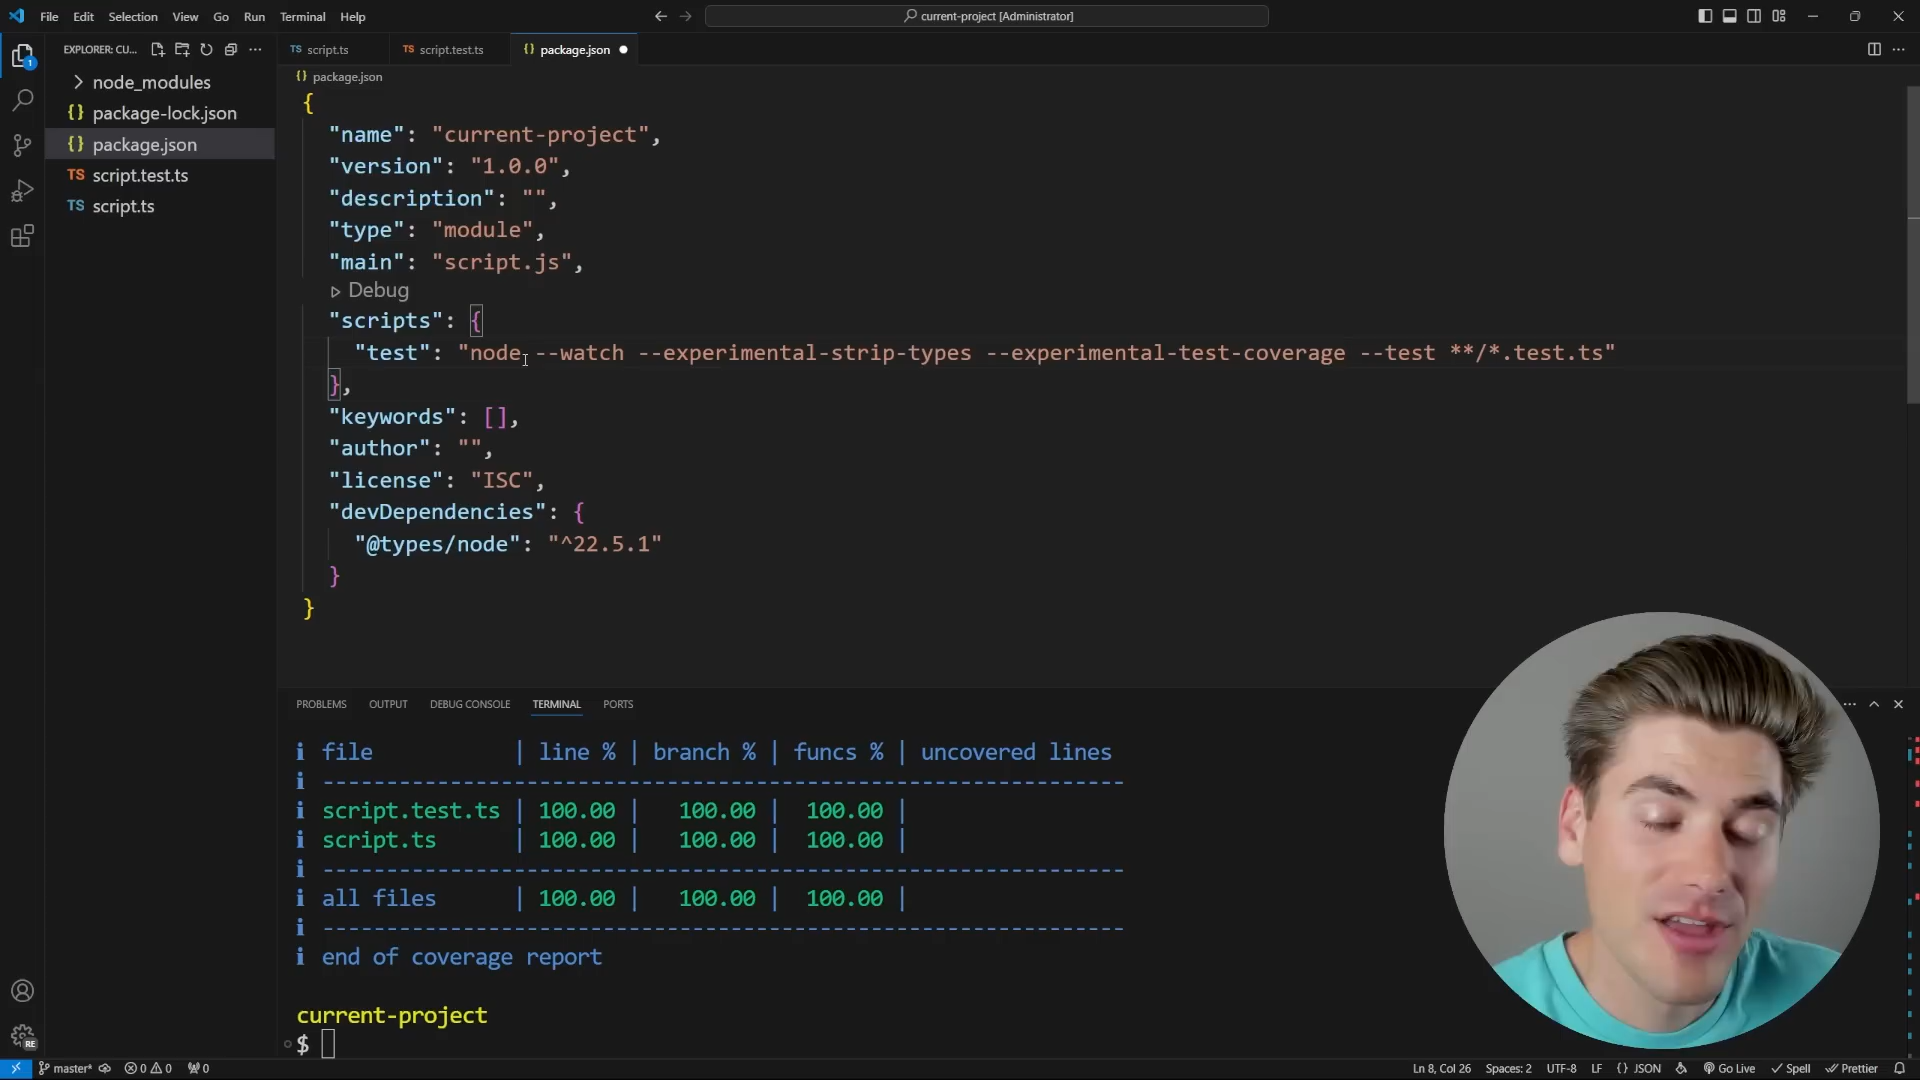 File Edit Selection View Go Run Terminal Help
current-project [Administrator]
EXPLORER: CU...
script.ts
script.test.ts
package.json
node_modules
package-lock.json
package.json
script.test.ts
script.ts
package.json
{
"name": "current-project",
"version": "1.0.0",
"description": "",
"type": "module",
"main": "script.js",
Debug
"scripts": {
"test": "node --watch --experimental-strip-types --experimental-test-coverage --test **/*.test.ts"
},
"keywords": [],
"author": "",
"license": "ISC",
"devDependencies": {
"@types/node": "^22.5.1"
}
}
PROBLEMS OUTPUT DEBUG CONSOLE TERMINAL PORTS
ℹ file | line % | branch % | funcs % | uncovered lines
ℹ ---------------------------------------------------------------
ℹ script.test.ts | 100.00 | 100.00 | 100.00 |
ℹ script.ts | 100.00 | 100.00 | 100.00 |
ℹ ---------------------------------------------------------------
ℹ all files | 100.00 | 100.00 | 100.00 |
ℹ ---------------------------------------------------------------
ℹ end of coverage report
current-project
$
master* 0 0 0 Ln 8, Col 26 Spaces: 2 UTF-8 LF {} JSON Go Live Spell Prettier